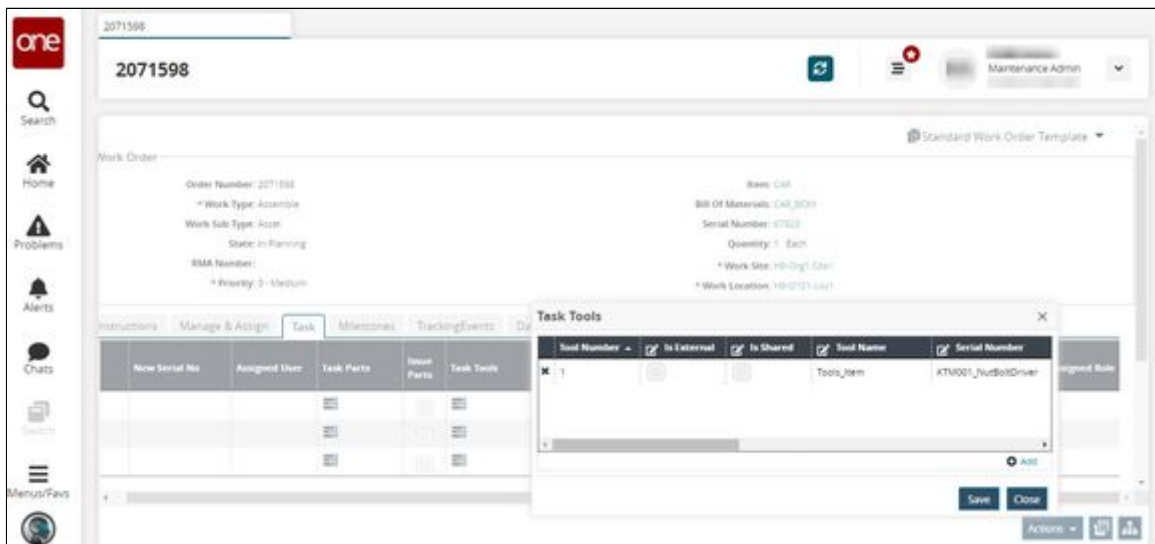 one
2071598
2071598
Maintenance Admin
Search
Home
Problems
Alerts
Chats
Switch
Menus/Favs
Standard Work Order Template
Work Order
Order Number: 2071598
* Work Type: Assemble
Work Sub Type: Asset
State: In Planning
RMA Number:
* Priority: 3 - Medium
Item: CAR
Bill Of Materials: CAR_BOM
Serial Number:
Quantity: 1 Each
* Work Site:
* Work Location:
Instructions Manage & Assign Task Milestones TrackingEvents
New Serial No Assigned User Task Parts Issue Parts Task Tools
Task Tools
Tool Number Is External Is Shared Tool Name Serial Number
1 Tools_Item KTM001_NutBoltDriver
Add
Save Close
Actions